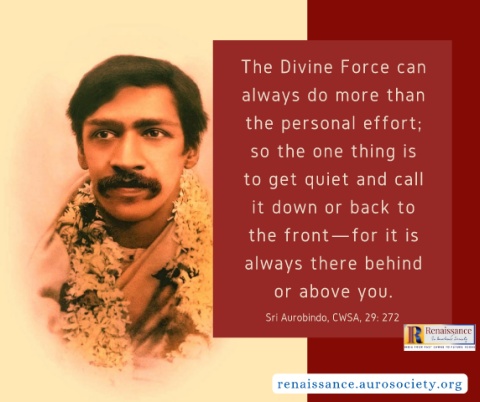 The Divine Force can
always do more than
the personal effort;
so the one thing is
to get quiet and call
it down or back to
the front—for it is
always there behind
or above you.
Sri Aurobindo, CWSA, 29: 272
Renaissance
renaissance.aurosociety.org